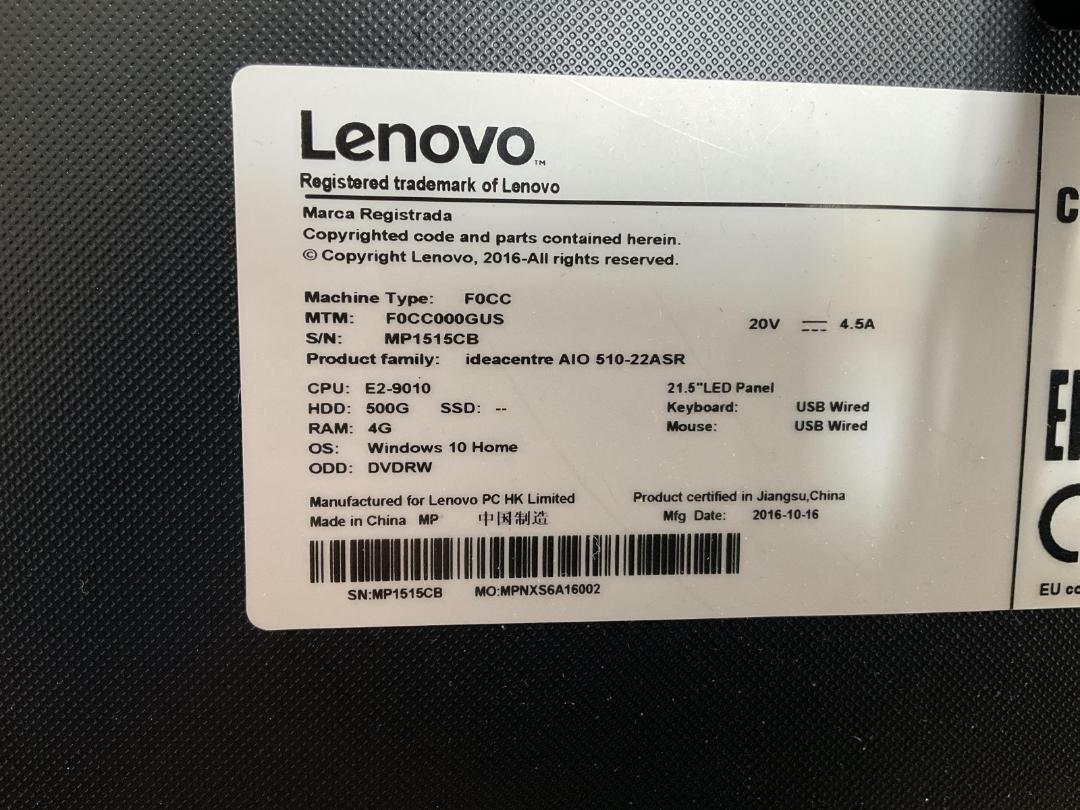 Lenovo™
Registered trademark of Lenovo
Marca Registrada
Copyrighted code and parts contained herein.
© Copyright Lenovo, 2016-All rights reserved.
Machine Type: F0CC
MTM: F0CC000GUS
S/N: MP1515CB
Product family: ideacentre AIO 510-22ASR
20V ⎓ 4.5A
CPU: E2-9010
HDD: 500G SSD: --
RAM: 4G
OS: Windows 10 Home
ODD: DVDRW
21.5"LED Panel
Keyboard: USB Wired
Mouse: USB Wired
Manufactured for Lenovo PC HK Limited
Made in China MP 中国制造
Product certified in Jiangsu,China
Mfg Date: 2016-10-16
SN:MP1515CB MO:MPNXS6A16002
EU